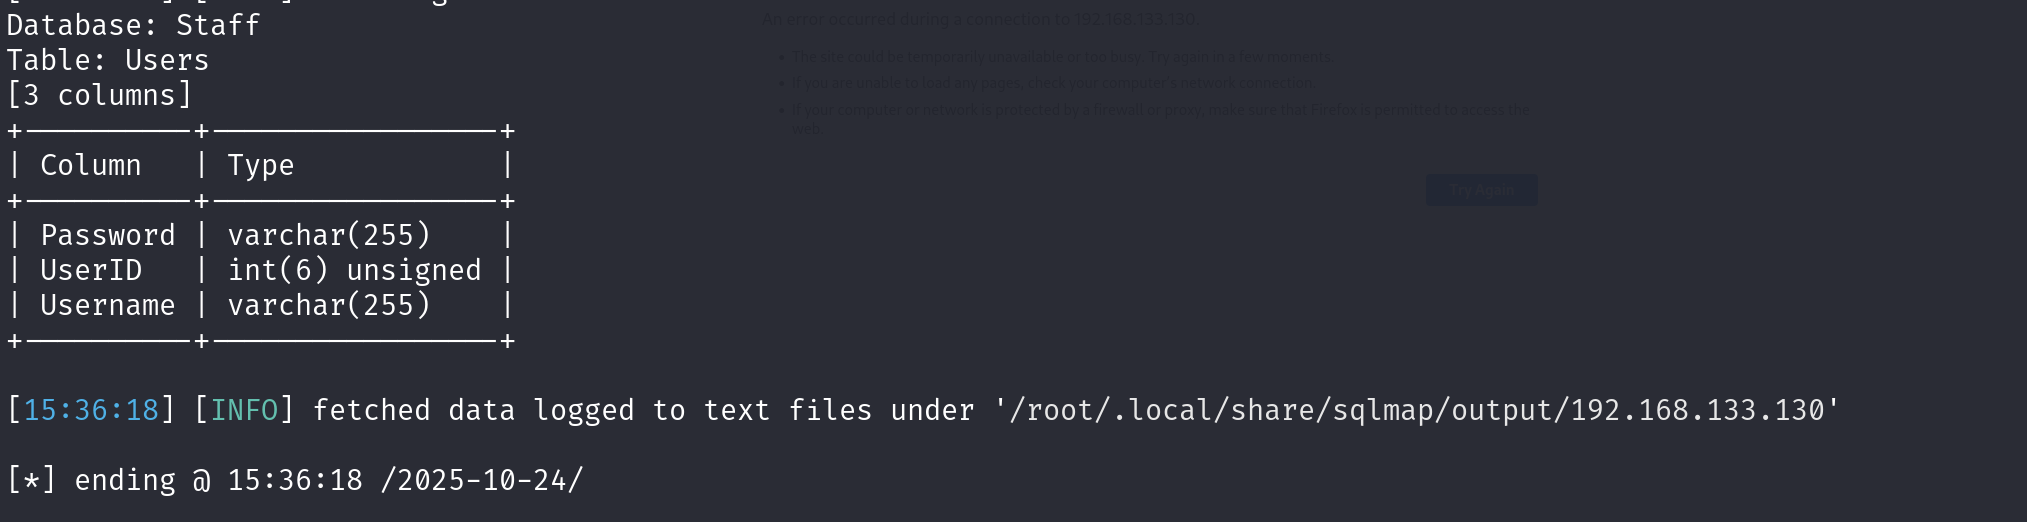 Database: Staff
Table: Users
[3 columns]
+----------+-----------------+
| Column   | Type            |
+----------+-----------------+
| Password | varchar(255)    |
| UserID   | int(6) unsigned |
| Username | varchar(255)    |
+----------+-----------------+
[15:36:18] [INFO] fetched data logged to text files under '/root/.local/share/sqlmap/output/192.168.133.130'
[*] ending @ 15:36:18 /2025-10-24/
An error occurred during a connection to 192.168.133.130.
• The site could be temporarily unavailable or too busy. Try again in a few moments.
• If you are unable to load any pages, check your computer's network connection.
• If your computer or network is protected by a firewall or proxy, make sure that Firefox is permitted to access the
web.
Try Again